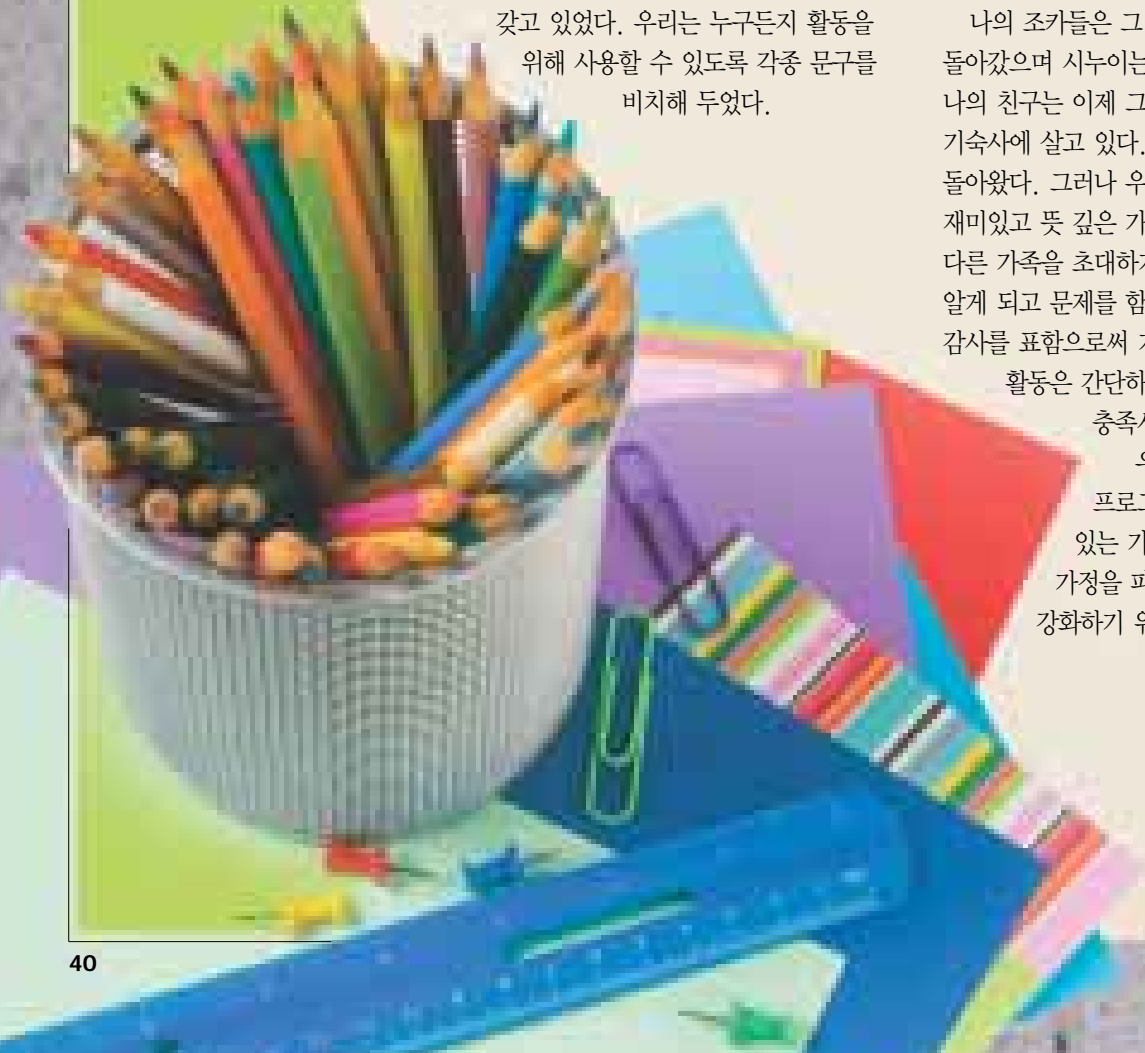 갖고 있었다. 우리는 누구든지 활동을
위해 사용할 수 있도록 각종 문구를
비치해 두었다.
나의 조카들은 그
돌아갔으며 시누이는
나의 친구는 이제 그
기숙사에 살고 있다.
돌아왔다. 그러나 우
재미있고 뜻 깊은 가
다른 가족을 초대하
알게 되고 문제를 함
감사를 표함으로써
활동은 간단하
충족
프로
있는 기
가정을
강화하기 위
40